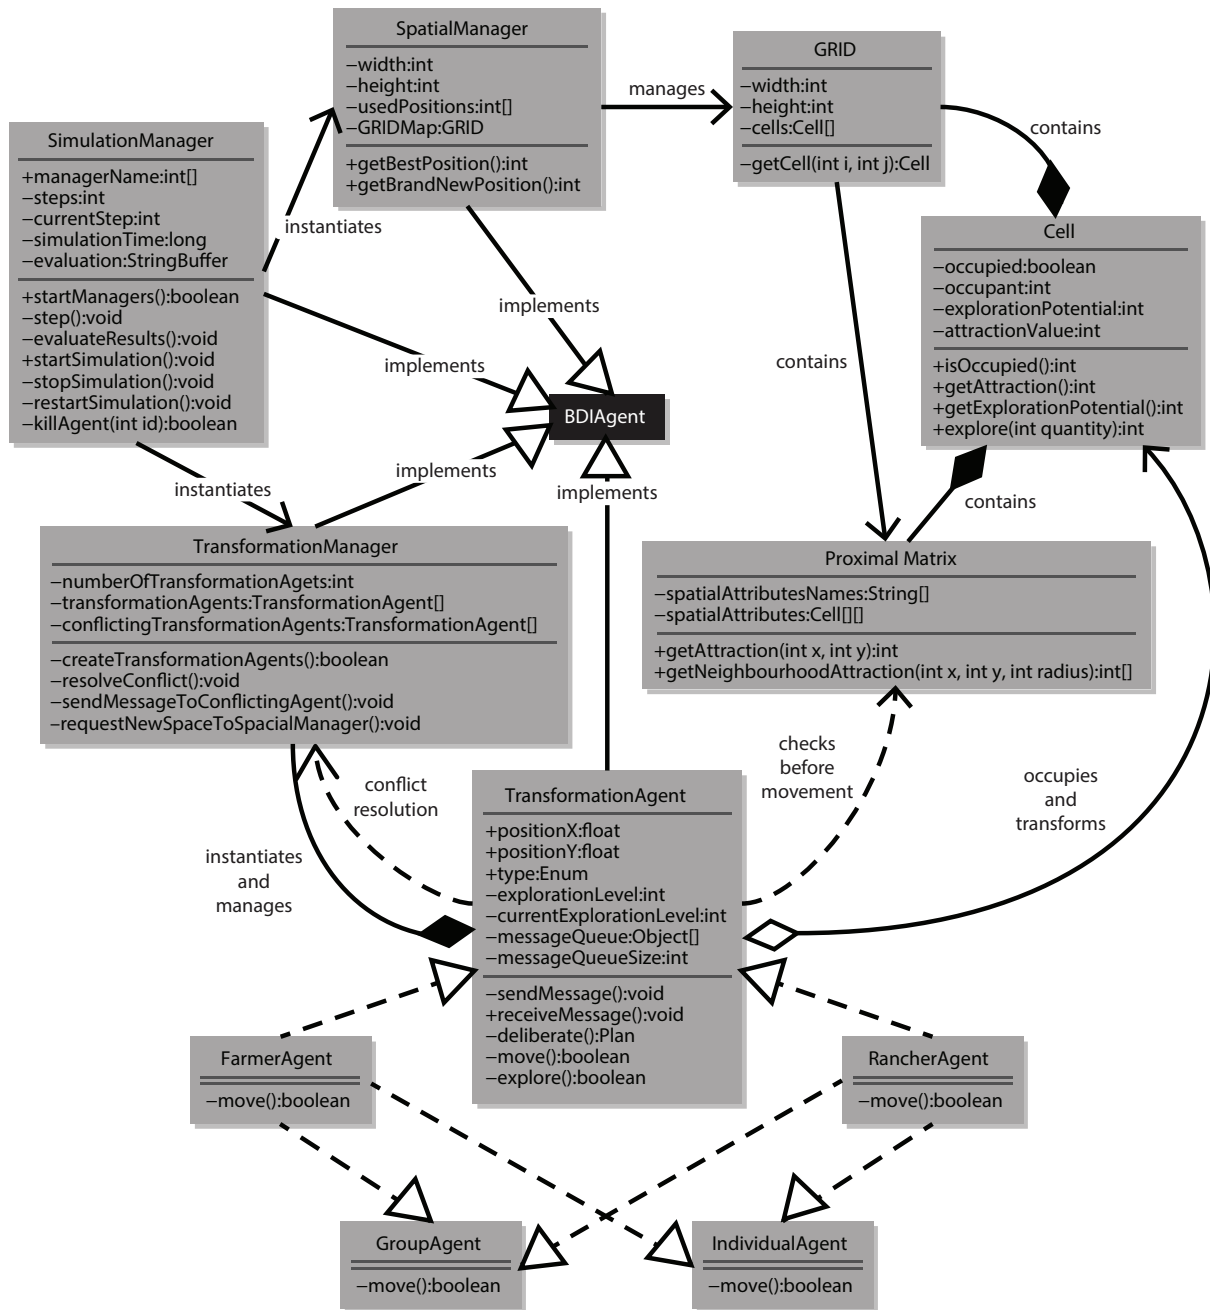 SpatialManager
−width:int
−height:int
−usedPositions:int[]
−GRIDMap:GRID
+getBestPosition():int
+getBrandNewPosition():int
manages
GRID
−width:int
−height:int
−cells:Cell[]
−getCell(int i, int j):Cell
contains
SimulationManager
+managerName:int[]
−steps:int
−currentStep:int
−simulationTime:long
−evaluation:StringBuffer
+startManagers():boolean
−step():void
−evaluateResults():void
+startSimulation():void
−stopSimulation():void
−restartSimulation():void
−killAgent(int id):boolean
instantiates
implements
implements
contains
Cell
−occupied:boolean
−occupant:int
−explorationPotential:int
−attractionValue:int
+isOccupied():int
+getAttraction():int
+getExplorationPotential():int
+explore(int quantity):int
BDIAgent
instantiates
implements
implements
contains
TransformationManager
−numberOfTransformationAgets:int
−transformationAgents:TransformationAgent[]
−conflictingTransformationAgents:TransformationAgent[]
−createTransformationAgents():boolean
−resolveConflict():void
−sendMessageToConflictingAgent():void
−requestNewSpaceToSpacialManager():void
Proximal Matrix
−spatialAttributesNames:String[]
−spatialAttributes:Cell[][]
+getAttraction(int x, int y):int
+getNeighbourhoodAttraction(int x, int y, int radius):int[]
conflict
resolution
checks
before
movement
occupies
and
transforms
instantiates
and
manages
TransformationAgent
+positionX:float
+positionY:float
+type:Enum
−explorationLevel:int
−currentExplorationLevel:int
−messageQueue:Object[]
−messageQueueSize:int
−sendMessage():void
+receiveMessage():void
−deliberate():Plan
−move():boolean
−explore():boolean
FarmerAgent
−move():boolean
RancherAgent
−move():boolean
GroupAgent
−move():boolean
IndividualAgent
−move():boolean